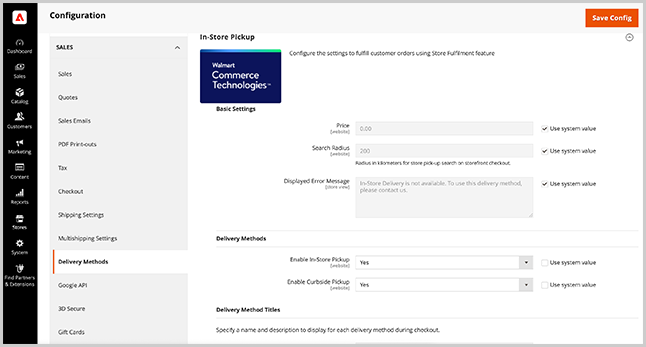 Configuration
Save Config
Dashboard
Sales
Catalog
Customers
Marketing
Content
Reports
Stores
System
Find Partners
& Extensions
SALES
Sales
Quotes
Sales Emails
PDF Print-outs
Tax
Checkout
Shipping Settings
Multishipping Settings
Delivery Methods
Google API
3D Secure
Gift Cards
In-Store Pickup
Walmart
Commerce
Technologies™
Configure the settings to fulfill customer orders using Store Fulfilment feature
Basic Settings
Price
[website]
0.00
Use system value
Search Radius
[website]
200
Use system value
Radius in kilometers for store pick-up search on storefront checkout.
Displayed Error Message
[store view]
In-Store Delivery is not available. To use this delivery method,
please contact us.
Use system value
Delivery Methods
Enable In-Store Pickup
[website]
Yes
Use system value
Enable Curbside Pickup
[website]
Yes
Use system value
Delivery Method Titles
Specify a name and description to display for each delivery method during checkout.